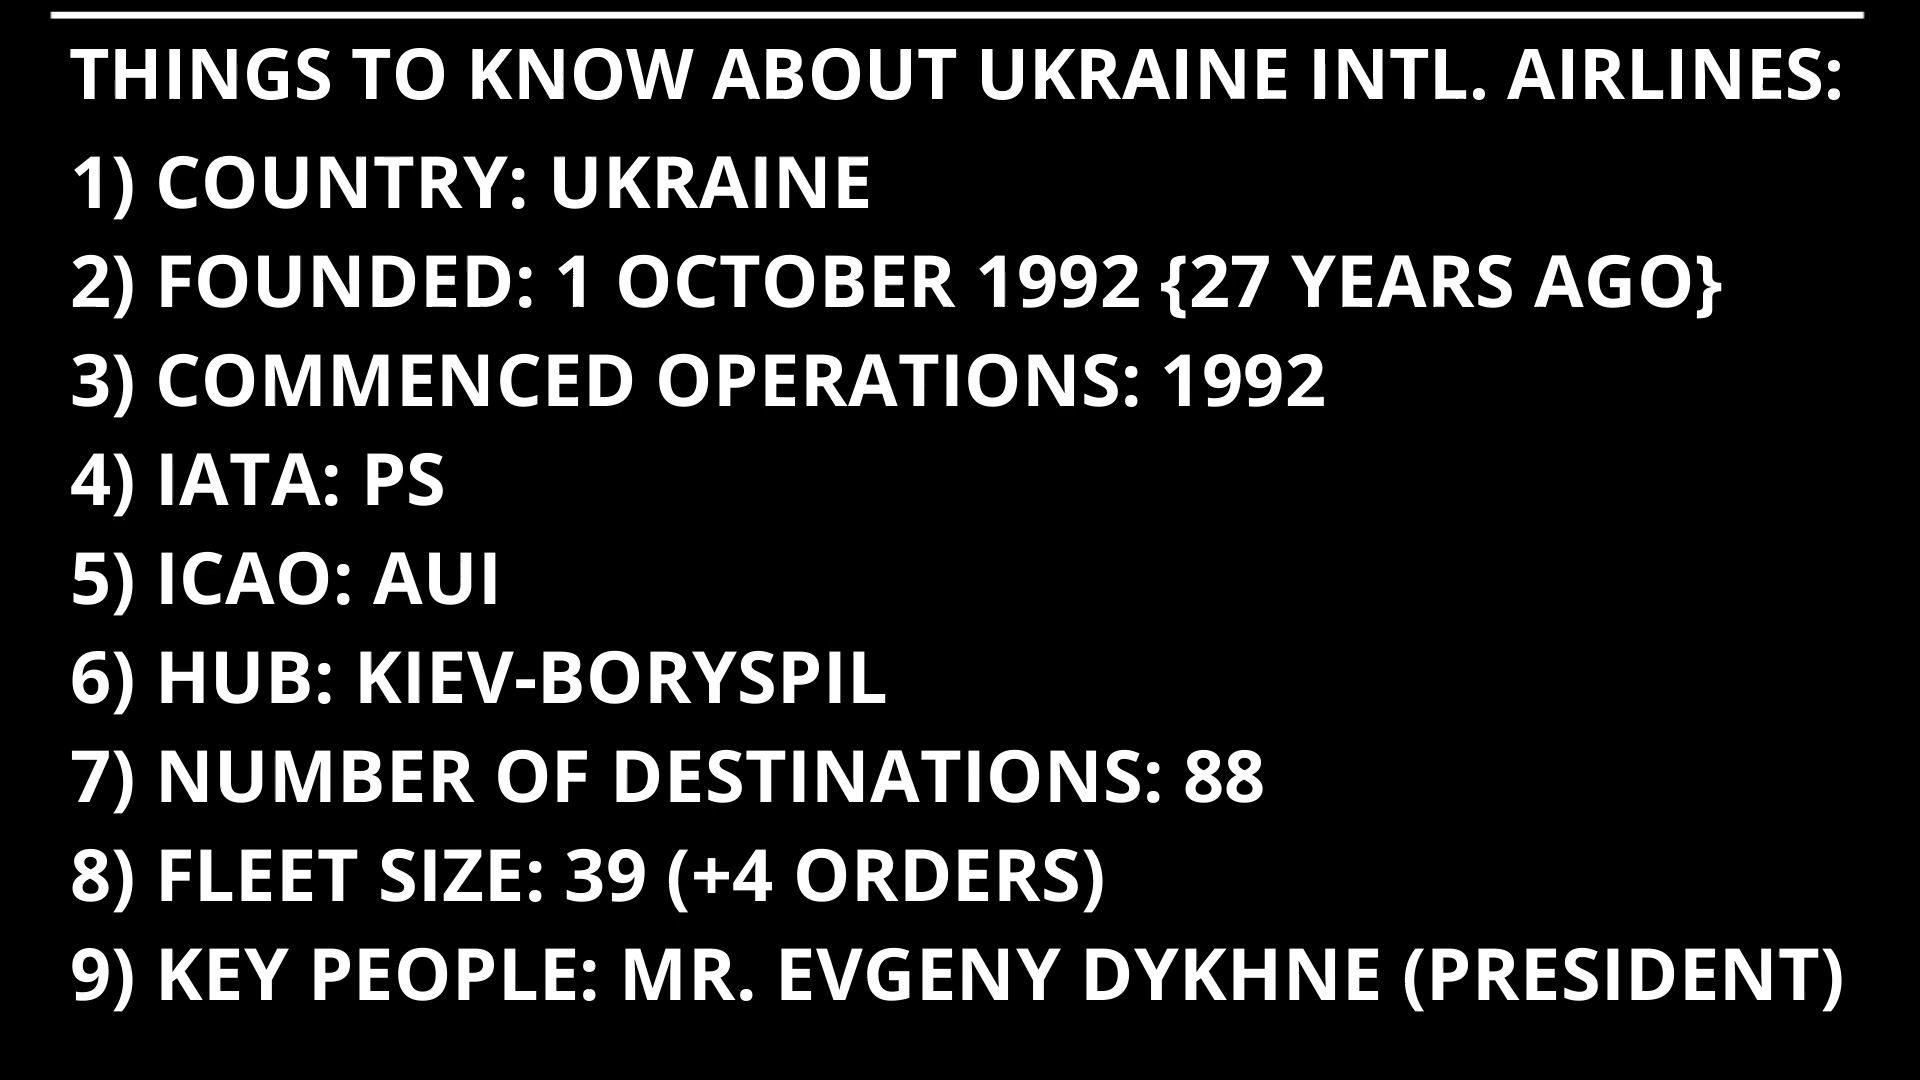 THINGS TO KNOW ABOUT UKRAINE INTL. AIRLINES:
1) COUNTRY: UKRAINE
2) FOUNDED: 1 OCTOBER 1992 {27 YEARS AGO}
3) COMMENCED OPERATIONS: 1992
4) IATA: PS
5) ICAO: AUI
6) HUB: KIEV-BORYSPIL
7) NUMBER OF DESTINATIONS: 88
8) FLEET SIZE: 39 (+4 ORDERS)
9) KEY PEOPLE: MR. EVGENY DYKHNE (PRESIDENT)